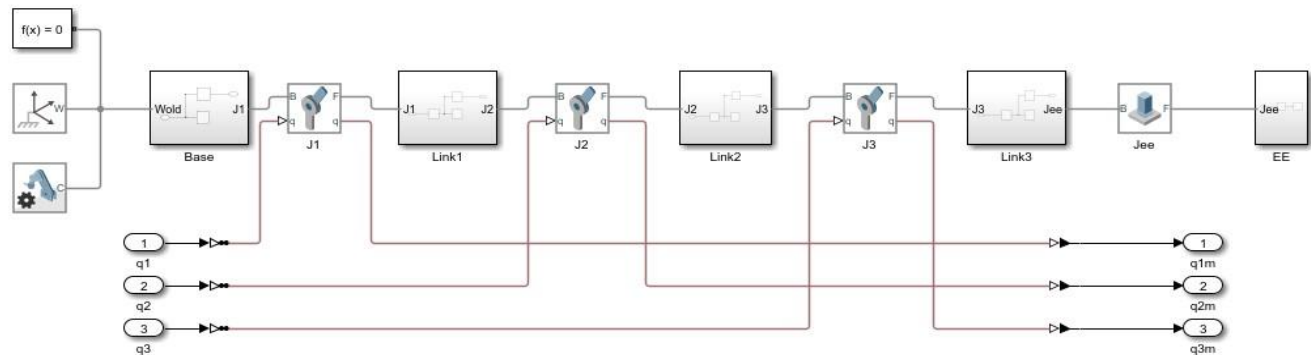 f(x) = 0
W
C
Wold J1
Base
B F
q q
J1
J1 J2
Link1
B F
q q
J2
J2 J3
Link2
B F
q q
J3
J3 Jee
Link3
B F
Jee
Jee
EE
1
q1
2
q2
3
q3
1
q1m
2
q2m
3
q3m